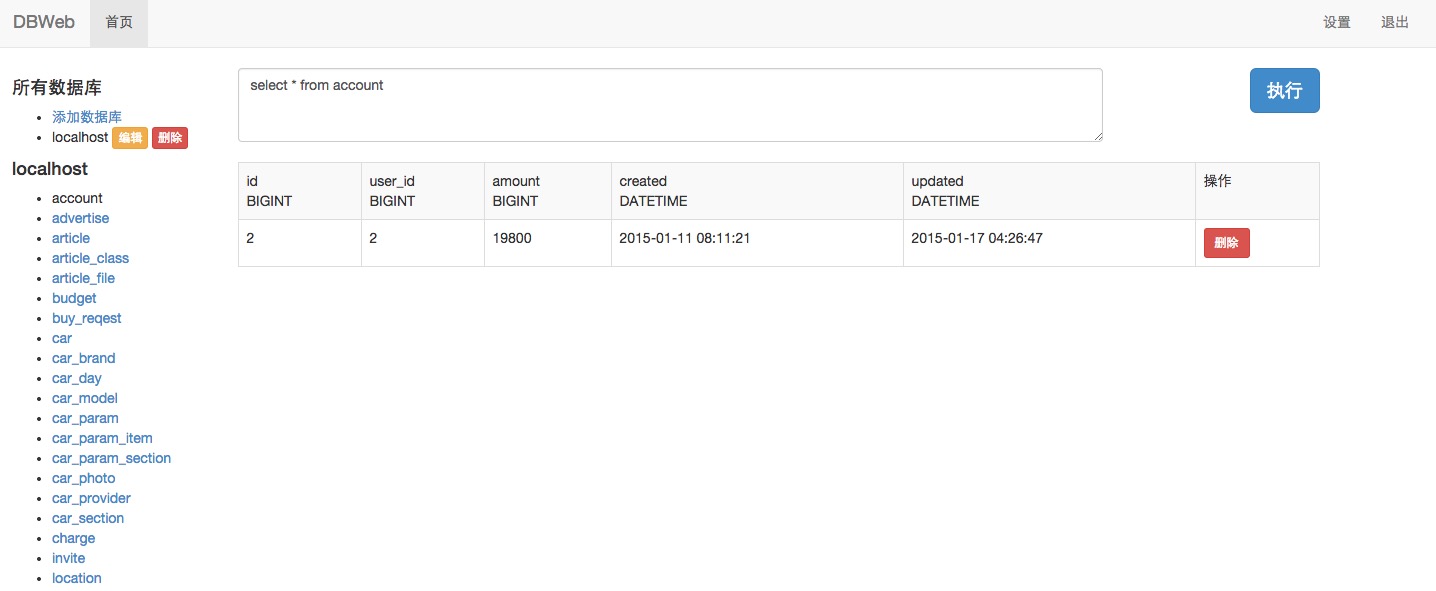 DBWeb 首页 设置 退出
所有数据库
添加数据库
localhost 编辑 删除
localhost
account
advertise
article
article_class
article_file
budget
buy_reqest
car
car_brand
car_day
car_model
car_param
car_param_item
car_param_section
car_photo
car_provider
car_section
charge
invite
location
select * from account
执行
id user_id amount created updated 操作
BIGINT BIGINT BIGINT DATETIME DATETIME
2 2 19800 2015-01-11 08:11:21 2015-01-17 04:26:47 删除